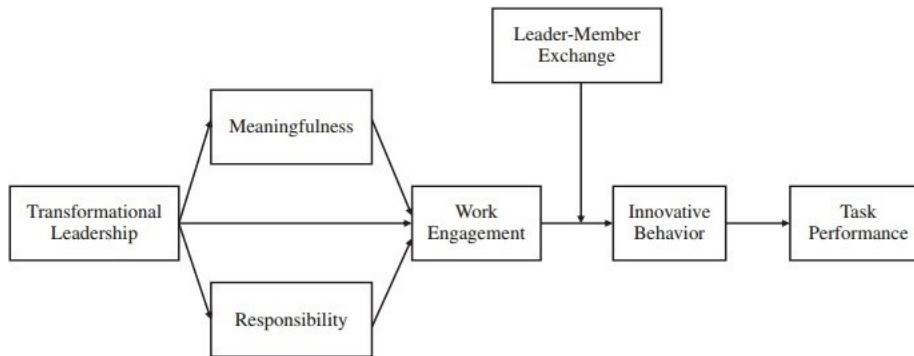 Leader-Member
Exchange
Meaningfulness
Transformational
Leadership
Work
Engagement
Innovative
Behavior
Task
Performance
Responsibility